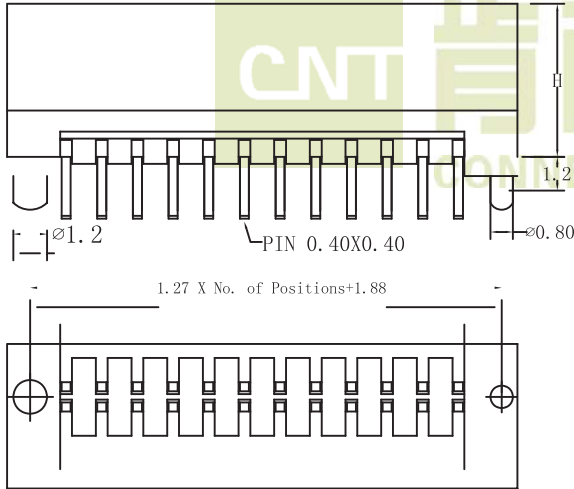 CNT
H
1.2
⌀1.2
⌀0.80
PIN 0.40X0.40
1.27 X No. of Positions+1.88